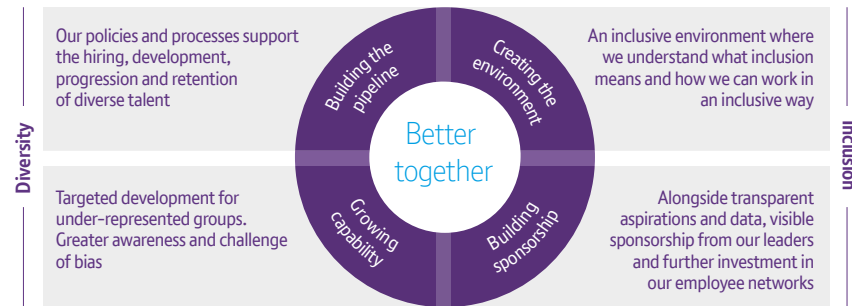 Diversity
Our policies and processes support
the hiring, development,
progression and retention
of diverse talent
Building the
pipeline
Creating the
environment
An inclusive environment where
we understand what inclusion
means and how we can work in
an inclusive way
Inclusion
Better
together
Targeted development for
under-represented groups.
Greater awareness and challenge
of bias
Growing
capability
Building
sponsorship
Alongside transparent
aspirations and data, visible
sponsorship from our leaders
and further investment in
our employee networks